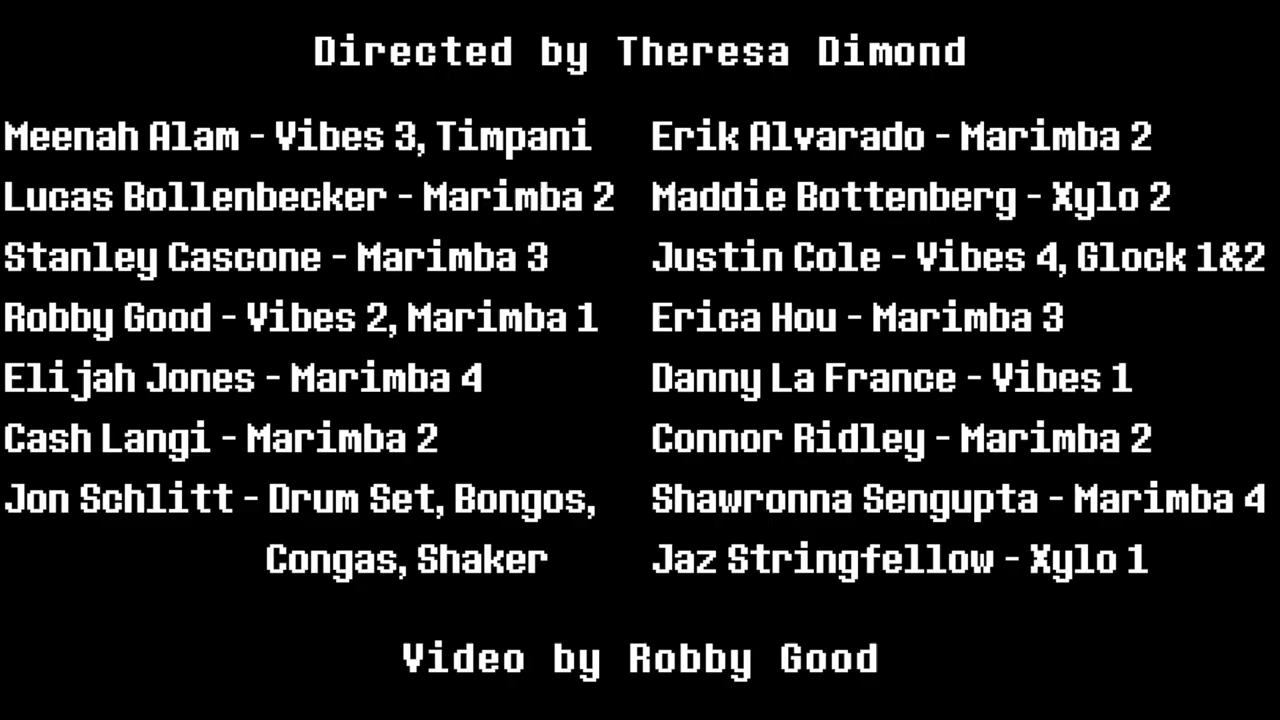 Directed by Theresa Dimond
Meenah Alam - Vibes 3, Timpani
Lucas Bollenbecker - Marimba 2
Stanley Cascone - Marimba 3
Robby Good - Vibes 2, Marimba 1
Elijah Jones - Marimba 4
Cash Langi - Marimba 2
Jon Schlitt - Drum Set, Bongos,
Congas, Shaker
Erik Alvarado - Marimba 2
Maddie Bottenberg - Xylo 2
Justin Cole - Vibes 4, Glock 1&2
Erica Hou - Marimba 3
Danny La France - Vibes 1
Connor Ridley - Marimba 2
Shawronna Sengupta - Marimba 4
Jaz Stringfellow - Xylo 1
Video by Robby Good